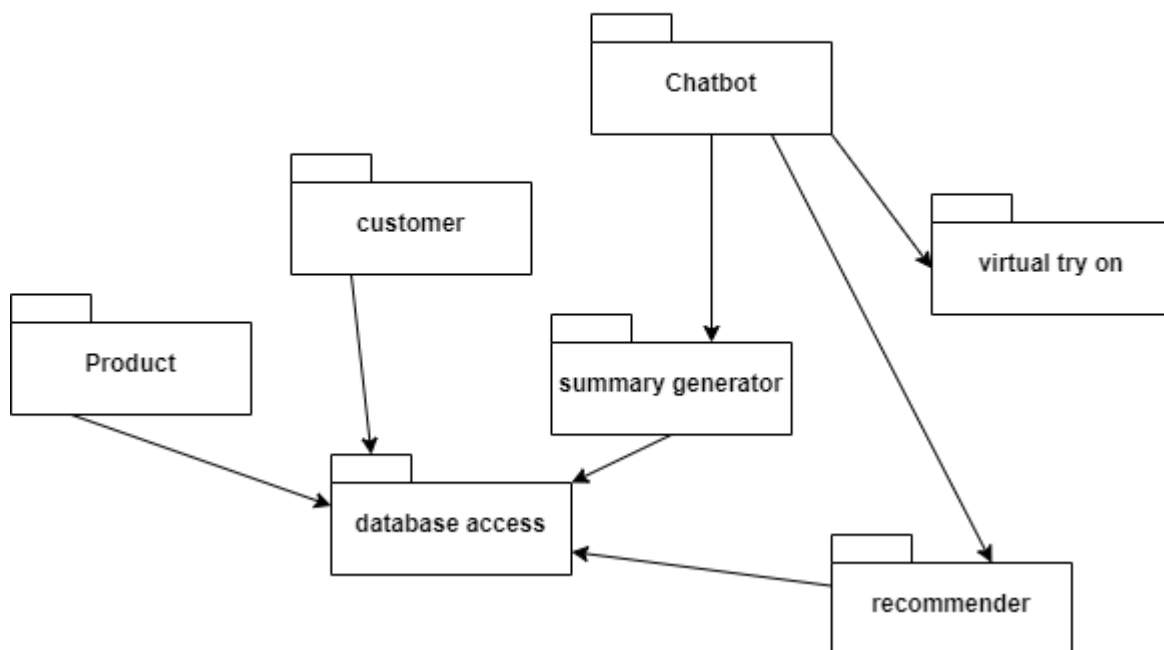 Chatbot
customer
virtual try on
Product
summary generator
database access
recommender